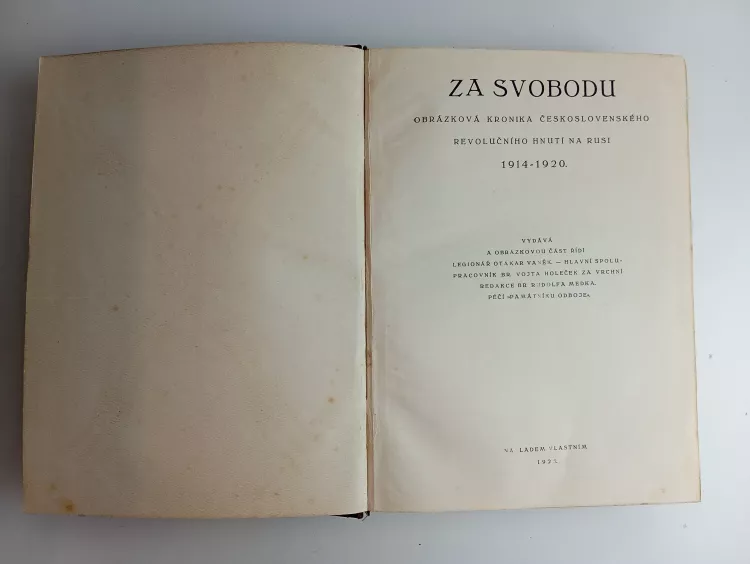 ZA SVOBODU
OBRÁZKOVÁ KRONIKA ČESKOSLOVENSKÉHO
REVOLUČNÍHO HNUTÍ NA RUSI
1914-1920.
VYDÁVÁ
A OBRÁZKOVOU ČÁST ŘÍDÍ
LEGIONÁŘ OTAKAR VANĚK. — HLAVNÍ SPOLU-
PRACOVNÍK BR. VOJTA HOLEČEK ZA VRCHNÍ
REDAKCE BR. RUDOLFA MEDKA.
PÉČÍ »PAMÁTNÍKU ODBOJE«.
NÁKLADEM VLASTNÍM